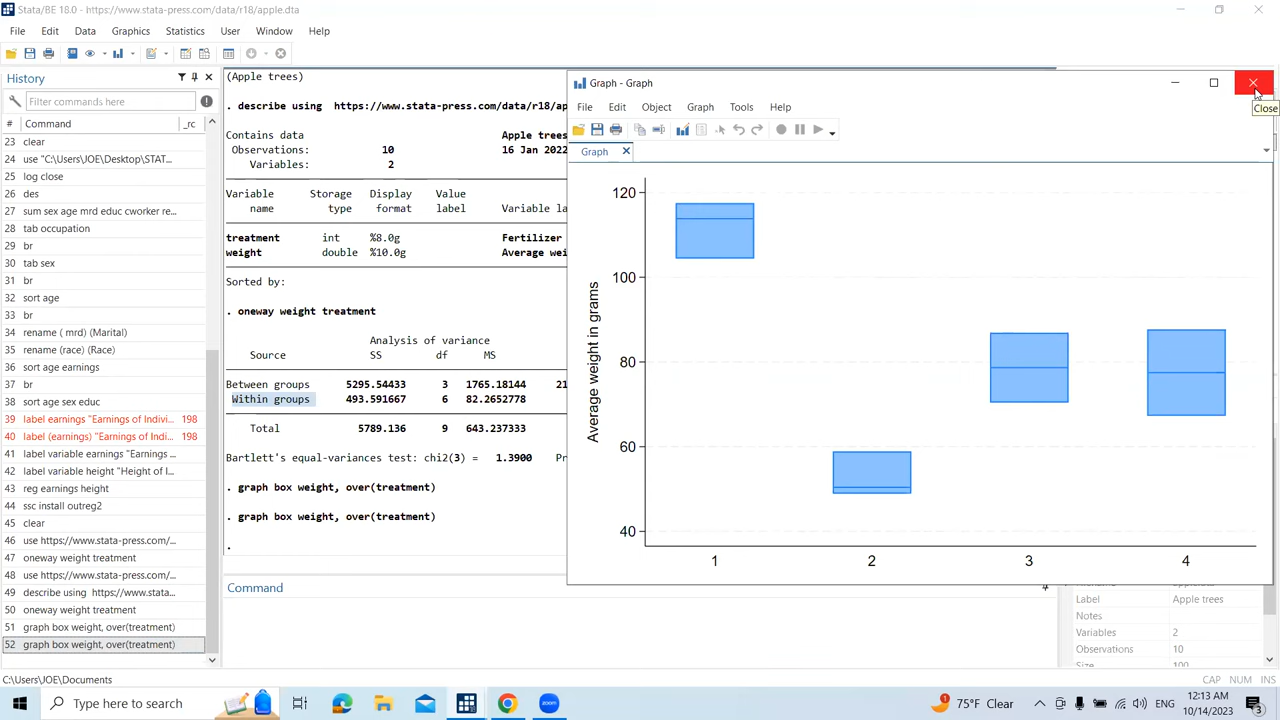 Stata/BE 18.0 - https://www.stata-press.com/data/r18/apple.dta
File Edit Data Graphics Statistics User Window Help
History
Filter commands here
# Command _rc
23 clear
24 use "C:\Users\JOE\Desktop\STAT...
25 log close
26 des
27 sum sex age mrd educ cworker re...
28 tab occupation
29 br
30 tab sex
31 br
32 sort age
33 br
34 rename ( mrd) (Marital)
35 rename (race) (Race)
36 sort age earnings
37 br
38 sort age sex educ
39 label earnings "Earnings of Indivi... 198
40 label (earnings) "Earnings of Indi... 198
41 label variable earnings "Earnings ...
42 label variable height "Height of I...
43 reg earnings height
44 ssc install outreg2
45 clear
46 use https://www.stata-press.com/...
47 oneway weight treatment
48 use https://www.stata-press.com/...
49 describe using https://www.stata...
50 oneway weight treatment
51 graph box weight, over(treatment)
52 graph box weight, over(treatment)
(Apple trees)
. describe using https://www.stata-press.com/data/r18/app
Contains data Apple trees
Observations: 10 16 Jan 2022
Variables: 2
Variable Storage Display Value
name type format label Variable la
treatment int %8.0g Fertilizer
weight double %10.0g Average wei
Sorted by:
. oneway weight treatment
Analysis of variance
Source SS df MS
Between groups 5295.54433 3 1765.18144 21
Within groups 493.591667 6 82.2652778
Total 5789.136 9 643.237333
Bartlett's equal-variances test: chi2(3) = 1.3900 Pr
. graph box weight, over(treatment)
. graph box weight, over(treatment)
.
Command
Graph - Graph
Close
File Edit Object Graph Tools Help
Graph
Average weight in grams
120
100
80
60
40
1 2 3 4
Label Apple trees
Notes
Variables 2
Observations 10
Size 100
C:\Users\JOE\Documents
CAP NUM INS
Type here to search
zoom
1
75°F Clear
ENG
12:13 AM
10/14/2023
3